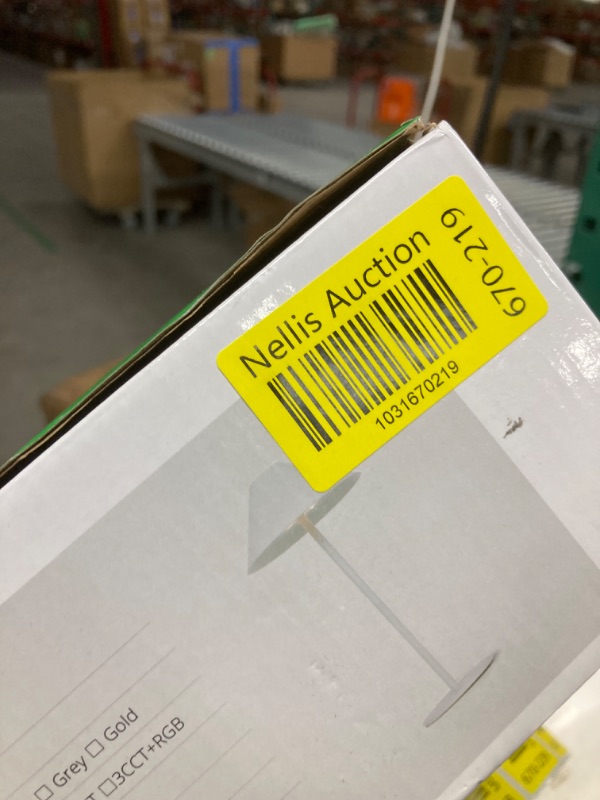 Nellis Auction
670-219
1031670219
☐ Grey ☐ Gold
T ☐3CCT+RGB